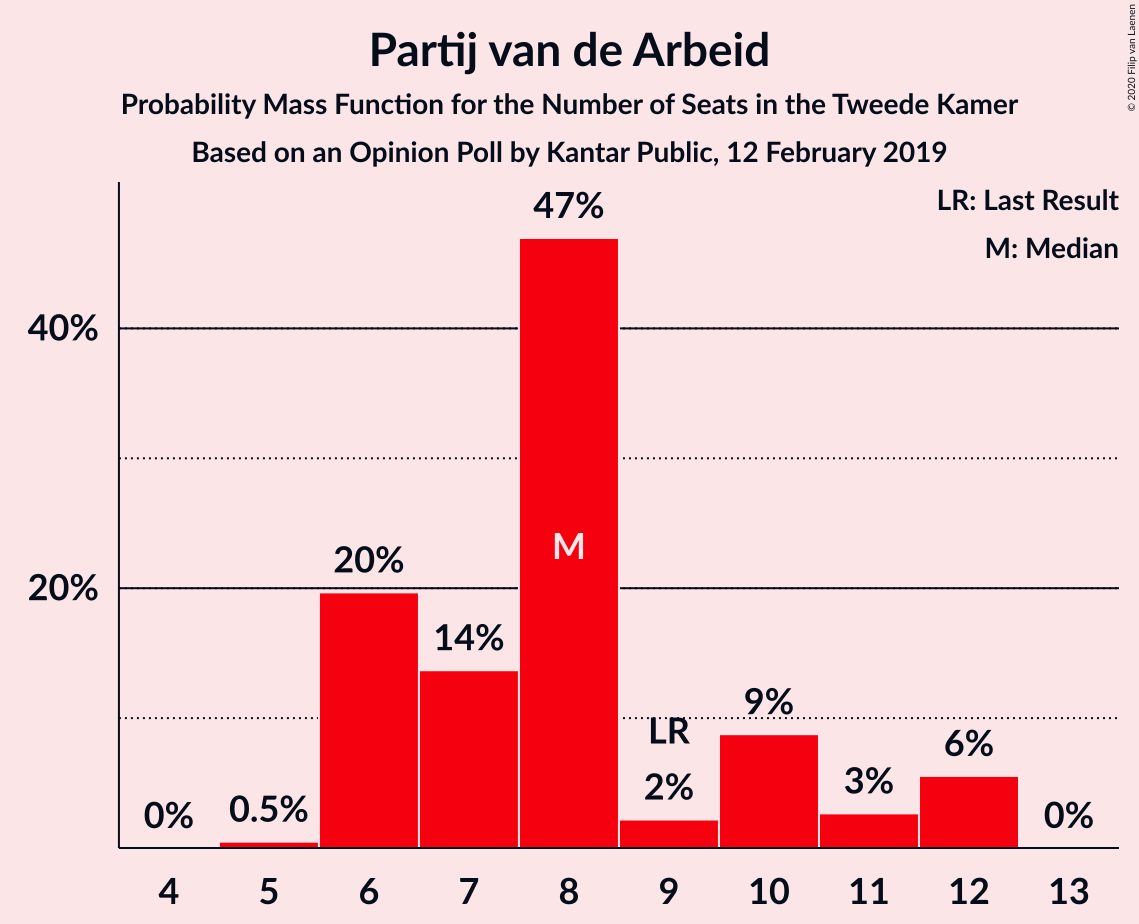 Partij van de Arbeid
Probability Mass Function for the Number of Seats in the Tweede Kamer
Based on an Opinion Poll by Kantar Public, 12 February 2019
© 2020 Filip van Laenen
LR: Last Result
M: Median
40%
20%
0%
0.5%
20%
14%
47%
M
LR
2%
9%
3%
6%
0%
4 5 6 7 8 9 10 11 12 13